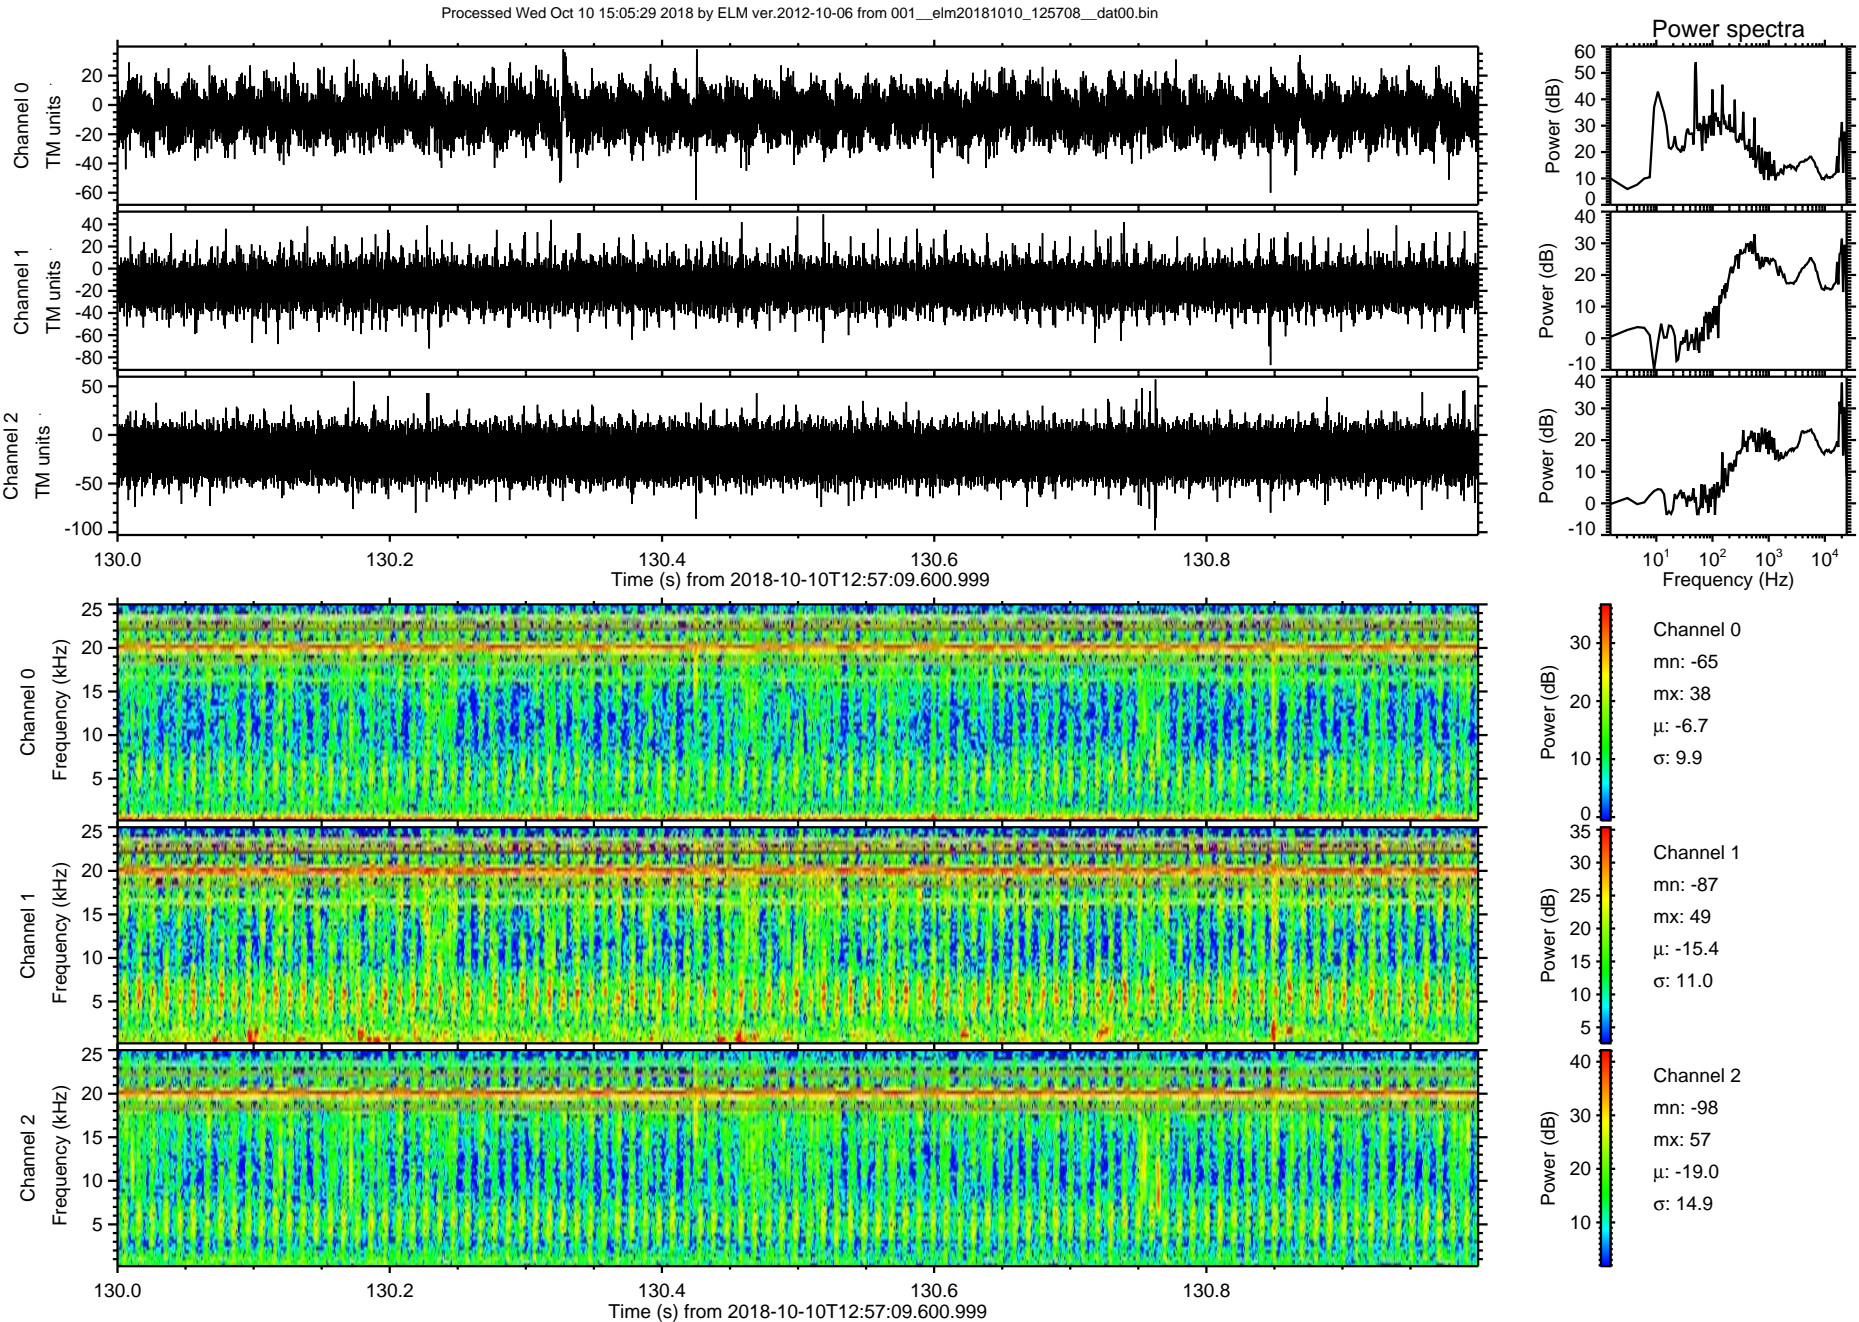 Processed Wed Oct 10 15:05:29 2018 by ELM ver.2012-10-06 from 001__elm20181010_125708__dat00.bin
Power spectra
Channel 0
TM units
20
0
-20
-40
-60
Power (dB)
60
50
40
30
20
10
0
Channel 1
TM units
40
20
0
-20
-40
-60
-80
Power (dB)
40
30
20
10
0
-10
Channel 2
TM units
50
0
-50
-100
Power (dB)
40
30
20
10
0
-10
130.0 130.2 130.4 130.6 130.8
Time (s) from 2018-10-10T12:57:09.600.999
10¹ 10² 10³ 10⁴
Frequency (Hz)
Channel 0
Frequency (kHz)
25
20
15
10
5
Power (dB)
30
20
10
0
Channel 0
mn: -65
mx: 38
μ: -6.7
σ: 9.9
Channel 1
Frequency (kHz)
25
20
15
10
5
Power (dB)
35
30
25
20
15
10
5
Channel 1
mn: -87
mx: 49
μ: -15.4
σ: 11.0
Channel 2
Frequency (kHz)
25
20
15
10
5
Power (dB)
40
30
20
10
Channel 2
mn: -98
mx: 57
μ: -19.0
σ: 14.9
130.0 130.2 130.4 130.6 130.8
Time (s) from 2018-10-10T12:57:09.600.999